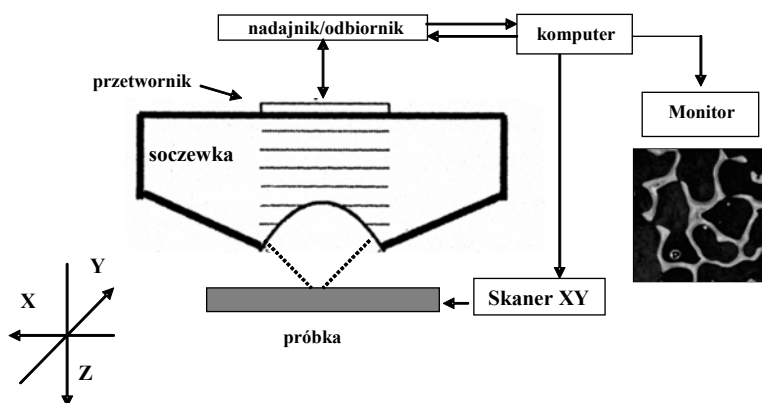 nadajnik/odbiornik
komputer
przetwornik
Monitor
soczewka
Y
X
Skaner XY
Z
próbka